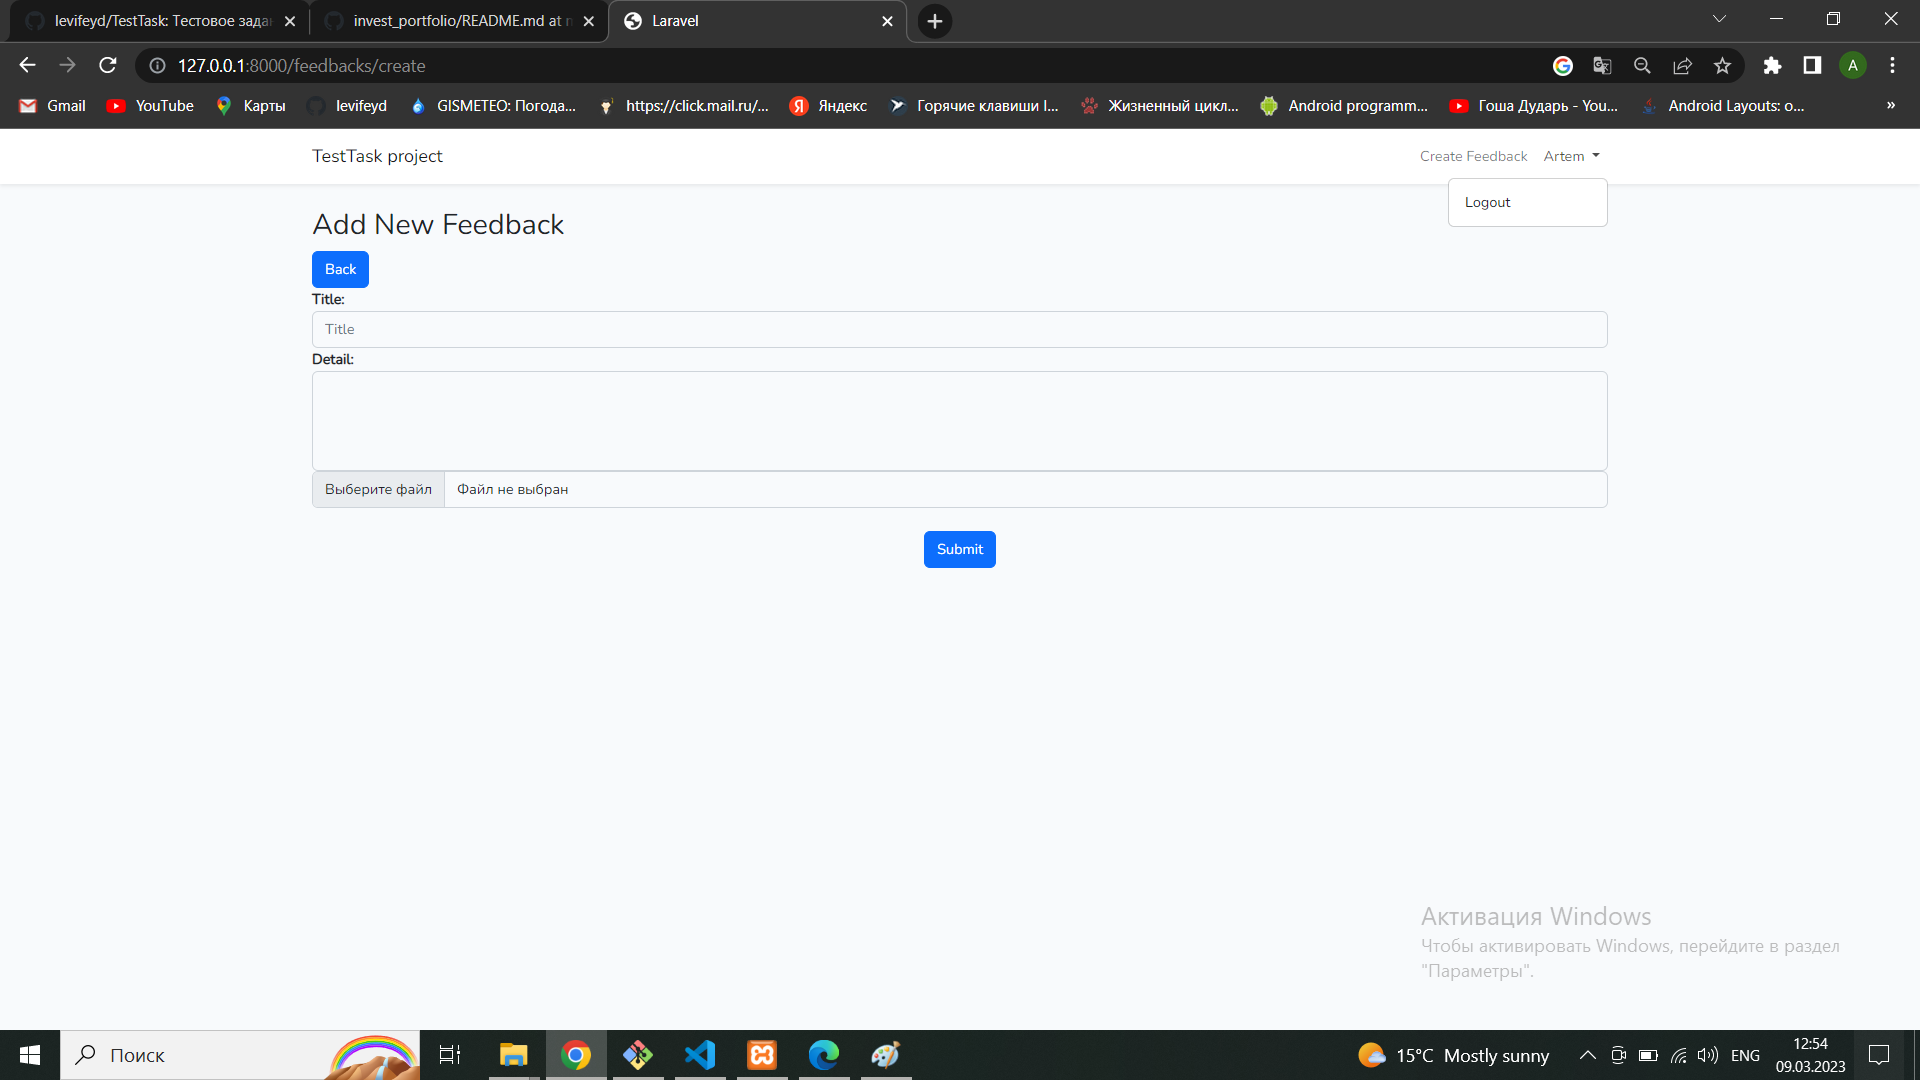 levifeyd/TestTask: Тестовое зада
invest_portfolio/README.md at
Laravel
127.0.0.1:8000/feedbacks/create
A
Gmail
YouTube
Карты
levifeyd
GISMETEO: Погода...
https://click.mail.ru/...
Яндекс
Горячие клавиши I...
Жизненный цикл...
Android programm...
Гоша Дударь - You...
Android Layouts: o...
»
TestTask project
Create Feedback
Artem
Logout
Add New Feedback
Back
Title:
Title
Detail:
Выберите файл
Файл не выбран
Submit
Активация Windows
Чтобы активировать Windows, перейдите в раздел
"Параметры".
Поиск
15°C Mostly sunny
ENG
12:54
09.03.2023